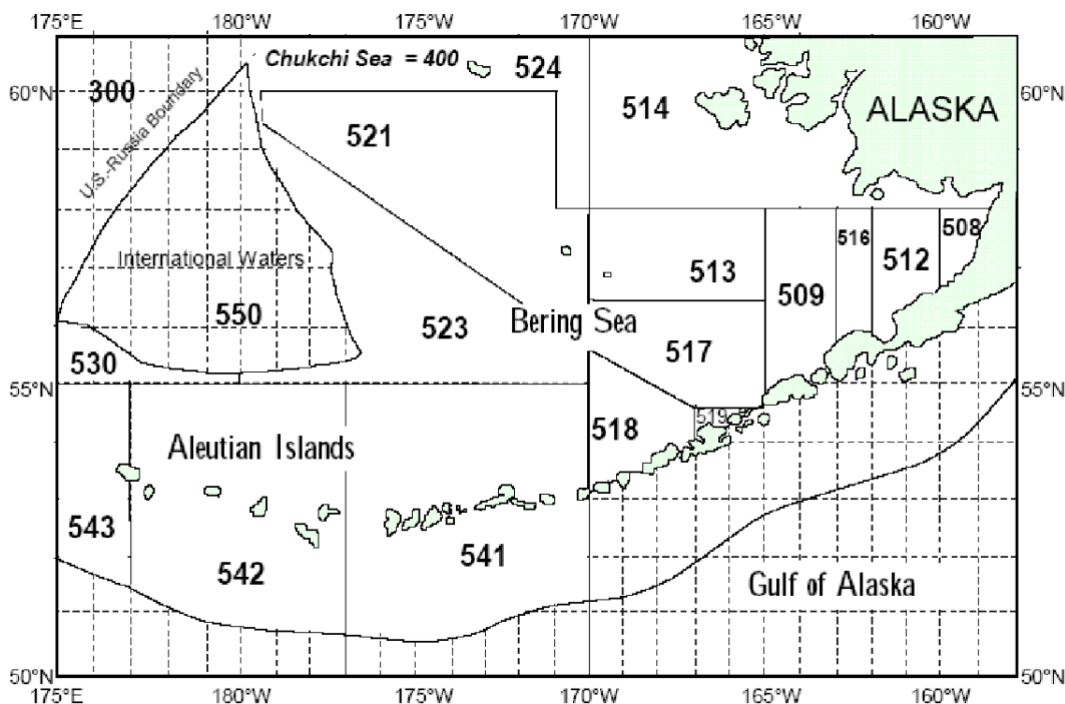 175°E 180°W 175°W 170°W 165°W 160°W
Chukchi Sea = 400
524
60°N
300
60°N
514
ALASKA
U.S.-Russia Boundary
521
International Waters
516
508
513
512
509
550
523
Bering Sea
517
530
55°N
55°N
519
518
Aleutian Islands
543
542
541
Gulf of Alaska
50°N
50°N
175°E 180°W 175°W 170°W 165°W 160°W